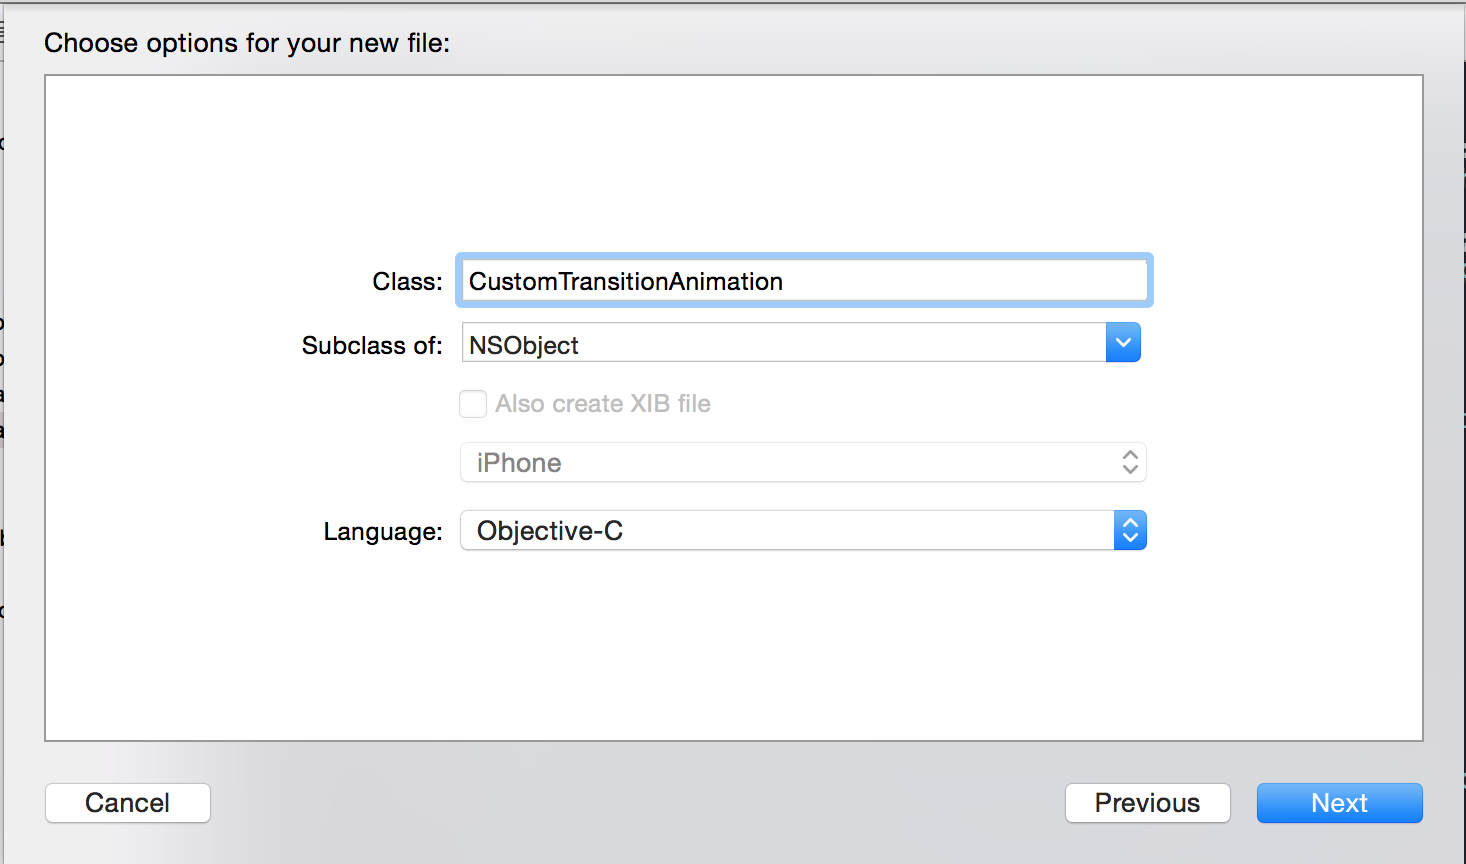 Choose options for your new file:
Class: CustomTransitionAnimation
Subclass of: NSObject
Also create XIB file
iPhone
Language: Objective-C
Cancel Previous Next